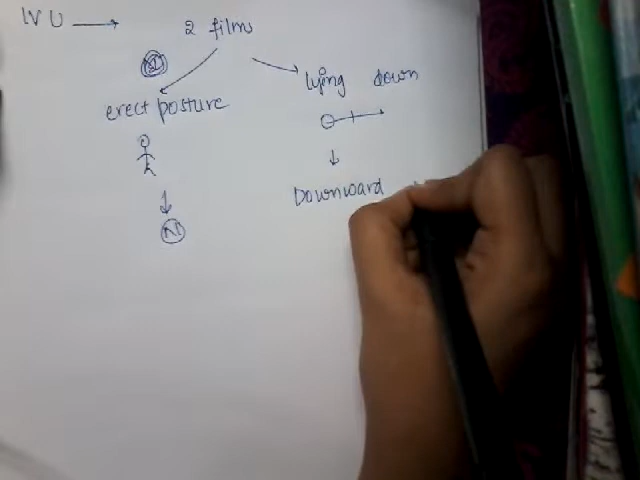 IVU → 2 films
erect posture
lying down
↓
↓
Downward
N